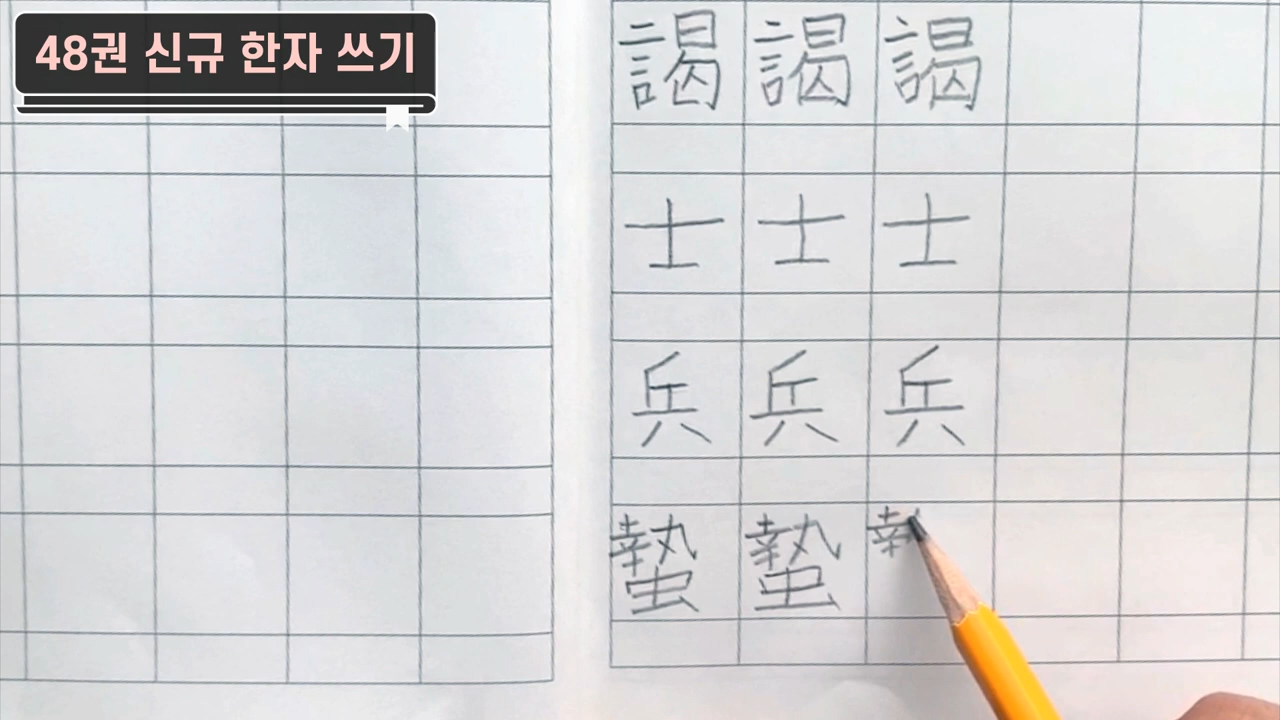 48권 신규 한자 쓰기
謁 謁 謁
士 士 士
兵 兵 兵
蟄 蟄